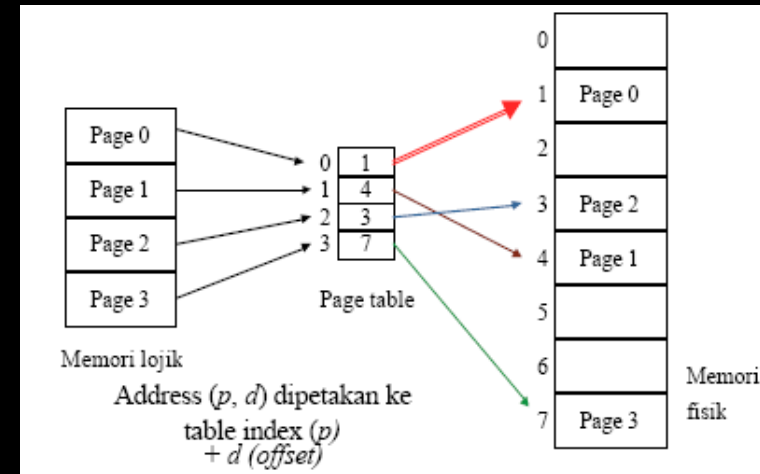 Page 0
Page 1
Page 2
Page 3
Memori lojik
0 1
1 4
2 3
3 7
Page table
Address (p, d) dipetakan ke
table index (p)
+ d (offset)
0
1 Page 0
2
3 Page 2
4 Page 1
5
6
7 Page 3
Memori
fisik